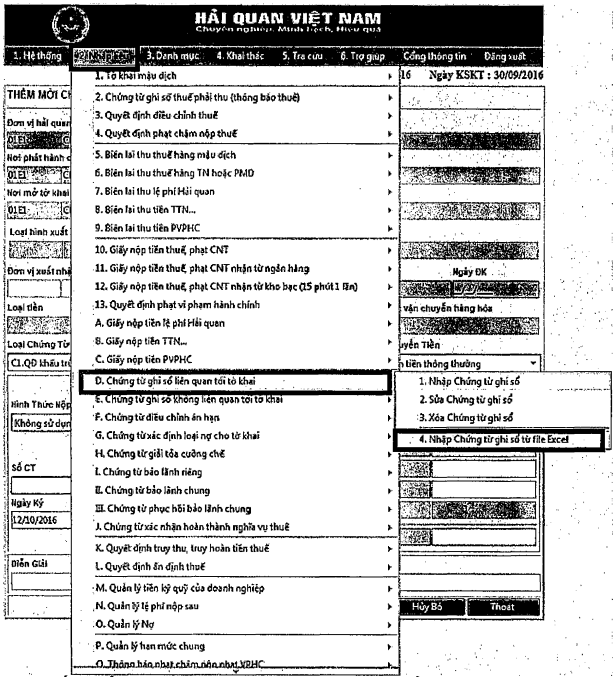 HẢI QUAN VIỆT NAM
Chuyên nghiệp, Minh bạch, Hiệu quả
1. Hệ thống 3. Danh mục 4. Khai thác 5. Tra cứu 6. Trợ giúp Cổng thông tin Đăng xuất
16 Ngày KSKT : 30/09/2016
THÊM MỚI C
Đơn vị hải quan
01E1
Nơi phát hành c
01E1
Nơi mở tờ khai
01E1
Loại hình xuất
Đơn vị xuất nhậ
Ngày ĐK
Loại tiền
vận chuyển hàng hóa
Loại Chứng Từ
yển Tiền
C1.QĐ khấu tr
n tiền thông thường
Hình Thức Nộp
Không sử dụn
Số CT
Ngày Ký
12/10/2016
Diễn Giải
Hủy Bỏ Thoát
1. Tờ khai mậu dịch
2. Chứng từ ghi số thuế phải thu (thông báo thuế)
3. Quyết định điều chỉnh thuế
4. Quyết định phạt chậm nộp thuế
5. Biên lai thu thuế hàng mậu dịch
6. Biên lai thu thuế hàng TN hoặc PMD
7. Biên lai thu lệ phí Hải quan
8. Biên lai thu tiền TTN...
9. Biên lai thu tiền PVPHC
10. Giấy nộp tiền thuế, phạt CNT
11. Giấy nộp tiền thuế, phạt CNT nhận từ ngân hàng
12. Giấy nộp tiền thuế, phạt CNT nhận từ kho bạc (15 phút 1 lần)
13. Quyết định phạt vi phạm hành chính
A. Giấy nộp tiền lệ phí Hải quan
B. Giấy nộp tiền TTN...
C. Giấy nộp tiền PVPHC
D. Chứng từ ghi số liên quan tới tờ khai
E. Chứng từ ghi số không liên quan tới tờ khai
F. Chứng từ điều chỉnh ân hạn
G. Chứng từ xác định loại nợ cho tờ khai
H. Chứng từ giải tỏa cưỡng chế
I. Chứng từ bảo lãnh riêng
II. Chứng từ bảo lãnh chung
III. Chứng từ phục hồi bảo lãnh chung
J. Chứng từ xác nhận hoàn thành nghĩa vụ thuế
K. Quyết định truy thu, truy hoàn tiền thuế
L. Quyết định ấn định thuế
M. Quản lý tiền ký quỹ của doanh nghiệp
N. Quản lý lệ phí nộp sau
O. Quản lý Nợ
P. Quản lý hạn mức chung
Q. Thông báo phạt chậm nộp phạt VPHC
1. Nhập Chứng từ ghi số
2. Sửa Chứng từ ghi số
3. Xóa Chứng từ ghi số
4. Nhập Chứng từ ghi số từ file Excel